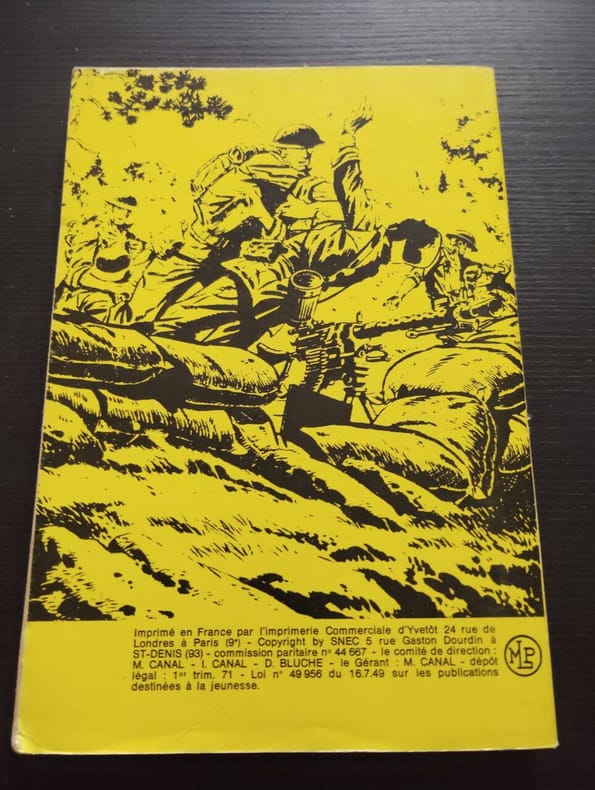 Imprimé en France par l'imprimerie Commerciale d'Yvetôt 24 rue de
Londres à Paris (9e) - Copyright by SNEC 5 rue Gaston Dourdin à
ST-DENIS (93) - commission paritaire n° 44 667 - le comité de direction :
M. CANAL - I. CANAL - D. BLUCHE - le Gérant : M. CANAL - dépôt
légal : 1er trim. 71 - Loi n° 49 956 du 16.7.49 sur les publications
destinées à la jeunesse.
MLP